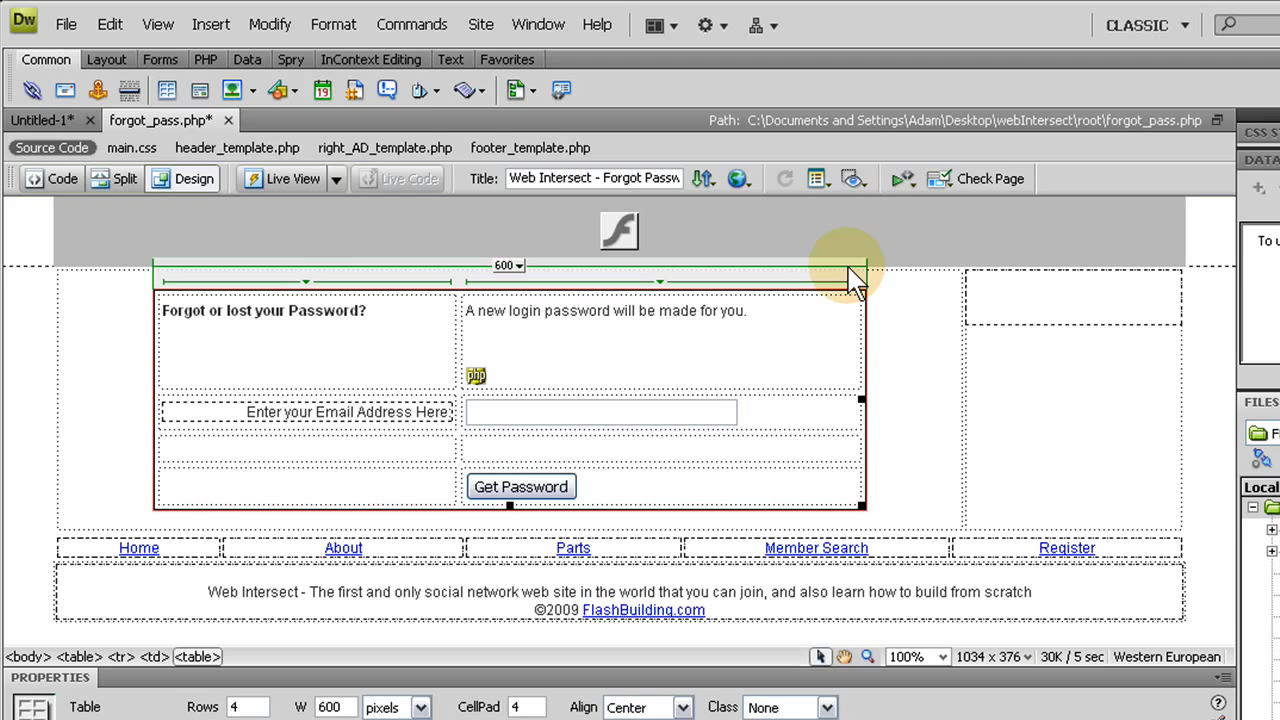 Dw File Edit View Insert Modify Format Commands Site Window Help CLASSIC
Common Layout Forms PHP Data Spry InContext Editing Text Favorites
19
Untitled-1* forgot_pass.php* Path: C:\Documents and Settings\Adam\Desktop\webIntersect\root\forgot_pass.php
CSS S
Source Code main.css header_template.php right_AD_template.php footer_template.php
DATA
Code Split Design Live View Live Code Title: Web Intersect - Forgot Passw Check Page
To u
600
Forgot or lost your Password? A new login password will be made for you.
php
FILES
Enter your Email Address Here:
Get Password
Local
Home About Parts Member Search Register
Web Intersect - The first and only social network web site in the world that you can join, and also learn how to build from scratch
©2009 FlashBuilding.com
<body> <table> <tr> <td> <table> 100% 1034 x 376 30K / 5 sec Western European
PROPERTIES
Table Rows 4 W 600 pixels CellPad 4 Align Center Class None